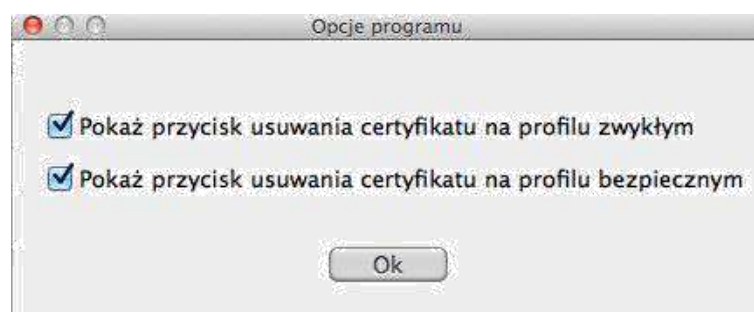 Opcje programu
Pokaż przycisk usuwania certyfikatu na profilu zwykłym
Pokaż przycisk usuwania certyfikatu na profilu bezpiecznym
Ok